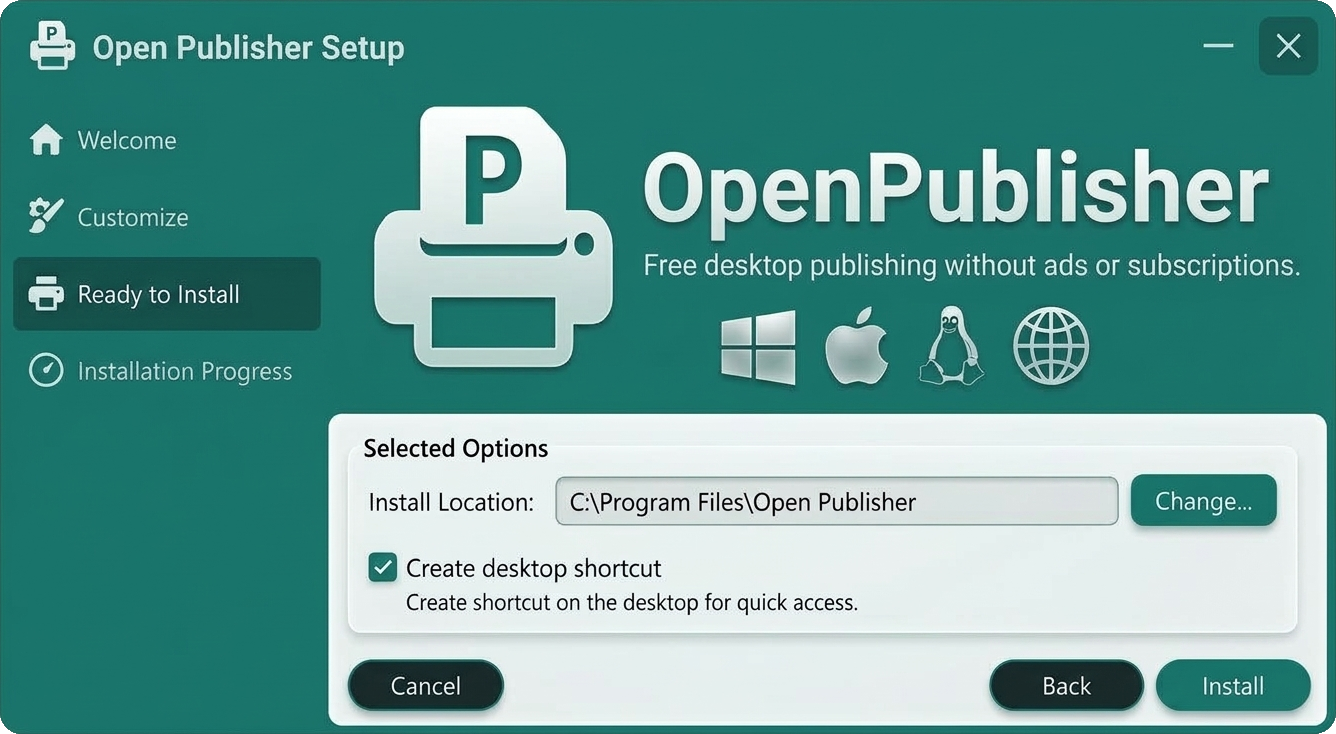 P
Open Publisher Setup
Welcome
Customize
Ready to Install
Installation Progress
P
OpenPublisher
Free desktop publishing without ads or subscriptions.
Selected Options
Install Location:
C:\Program Files\Open Publisher
Change...
Create desktop shortcut
Create shortcut on the desktop for quick access.
Cancel
Back
Install